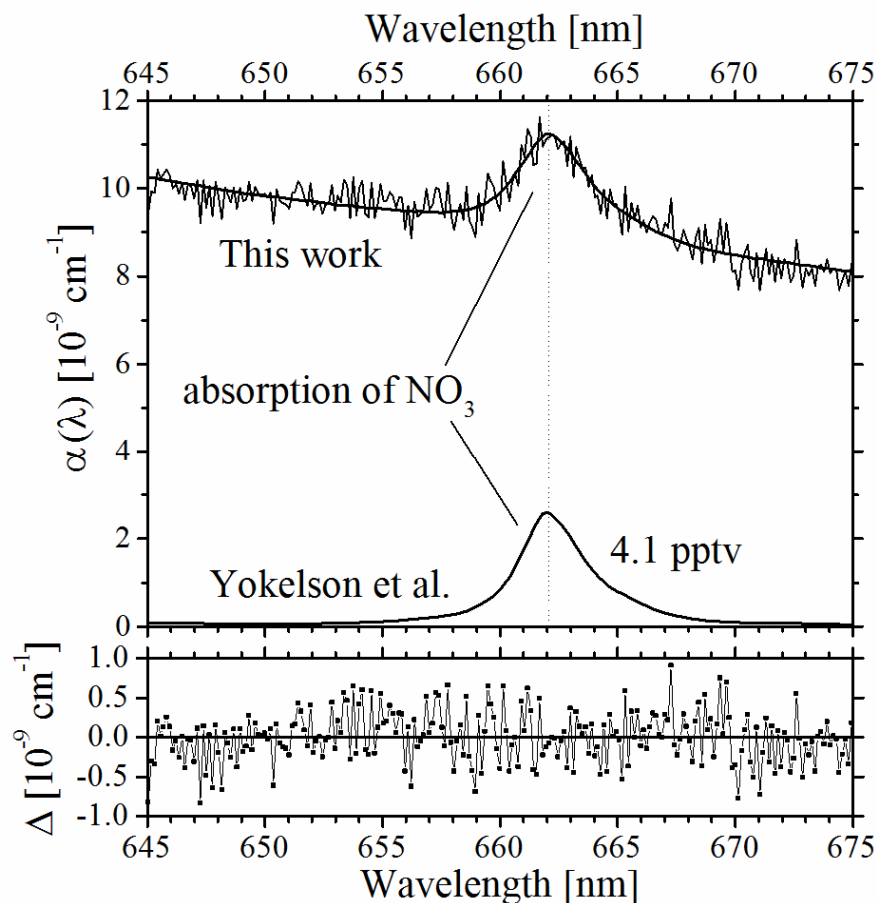 Wavelength [nm]
645 650 655 660 665 670 675
12
10
8
6
4
2
0
α(λ) [10⁻⁹ cm⁻¹]
This work
absorption of NO₃
4.1 pptv
Yokelson et al.
1.0
0.5
0.0
-0.5
-1.0
Δ [10⁻⁹ cm⁻¹]
645 650 655 660 665 670 675
Wavelength [nm]